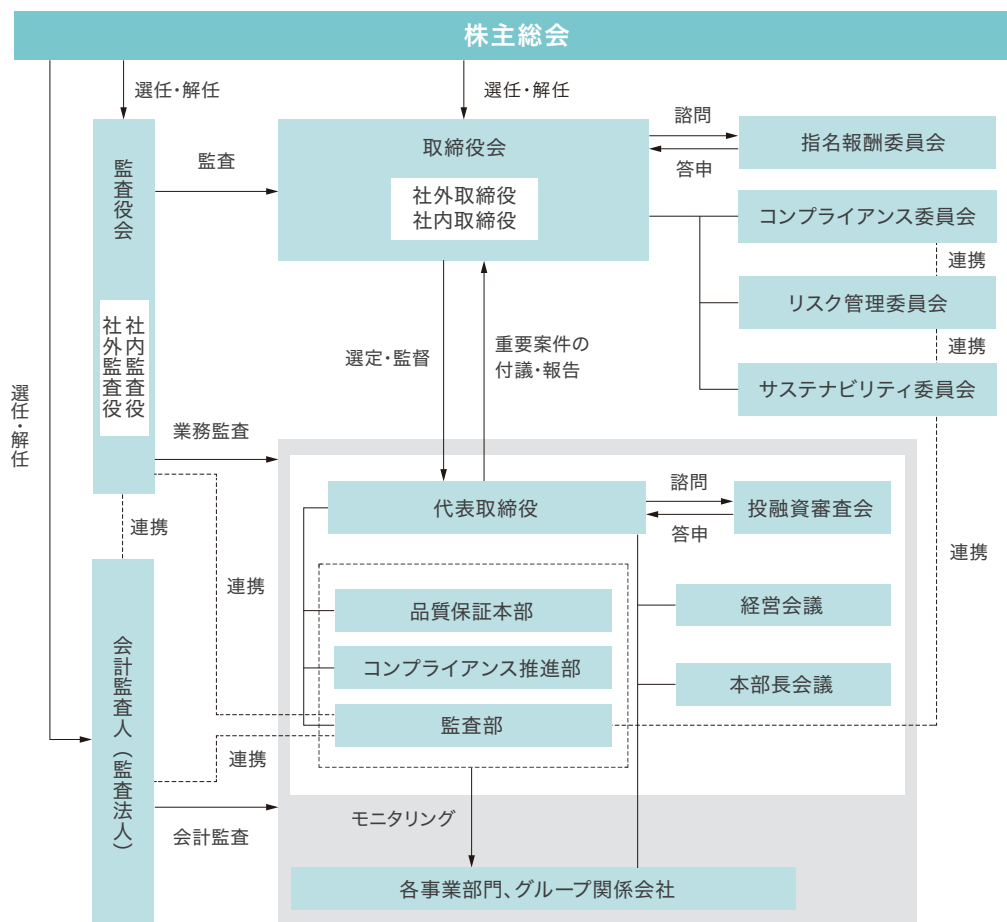 株主総会
選任・解任
選任・解任
選任・解任
監査役会
社内監査役
社外監査役
監査
取締役会
社外取締役
社内取締役
諮問
答申
指名報酬委員会
コンプライアンス委員会
連携
リスク管理委員会
連携
サステナビリティ委員会
選定・監督
重要案件の
付議・報告
業務監査
代表取締役
諮問
答申
投融資審査会
連携
連携
連携
品質保証本部
経営会議
コンプライアンス推進部
本部長会議
監査部
連携
会計監査人（監査法人）
会計監査
モニタリング
各事業部門、グループ関係会社